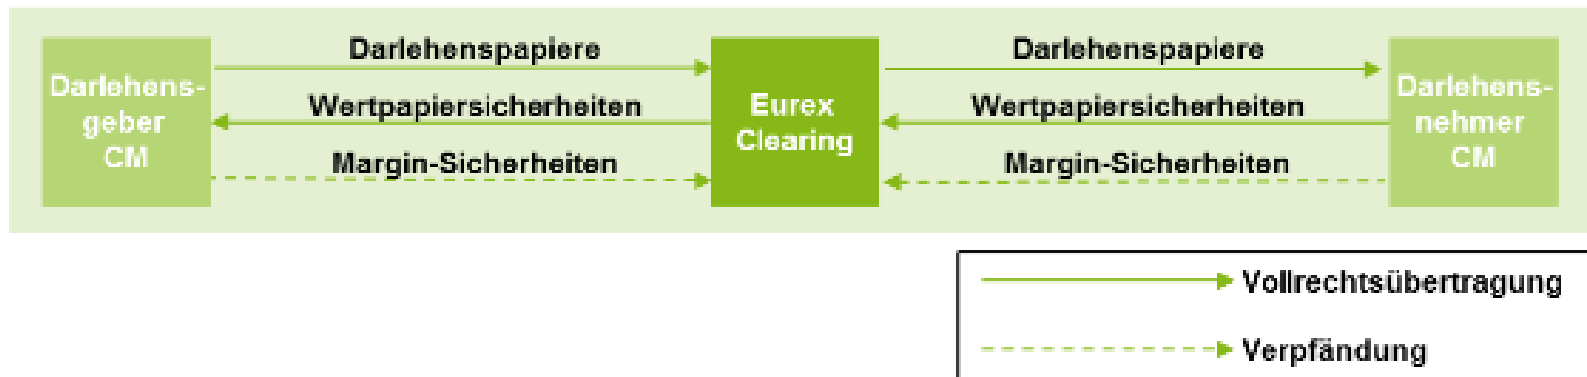 Darlehenspapiere
Darlehenspapiere
Darlehens-
geber
CM
Wertpapiersicherheiten
Eurex
Clearing
Wertpapiersicherheiten
Darlehens-
nehmer
CM
Margin-Sicherheiten
Margin-Sicherheiten
Vollrechtsübertragung
Verpfändung